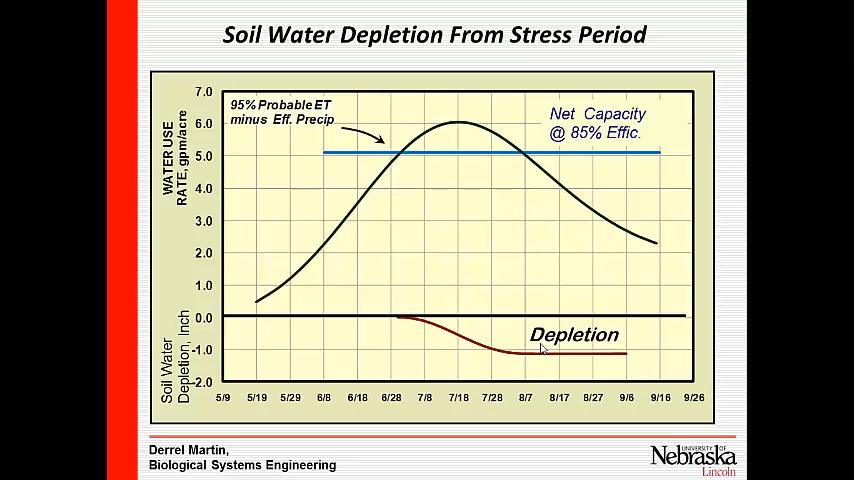 Soil Water Depletion From Stress Period
95% Probable ET
minus Eff. Precip
Net Capacity
@ 85% Effic.
WATER USE
RATE, gpm/acre
7.0
6.0
5.0
4.0
3.0
2.0
1.0
0.0
-1.0
-2.0
Soil Water
Depletion, Inch
Depletion
5/9 5/19 5/29 6/8 6/18 6/28 7/8 7/18 7/28 8/7 8/17 8/27 9/6 9/16 9/26
Derrel Martin,
Biological Systems Engineering
UNIVERSITY OF
Nebraska
Lincoln